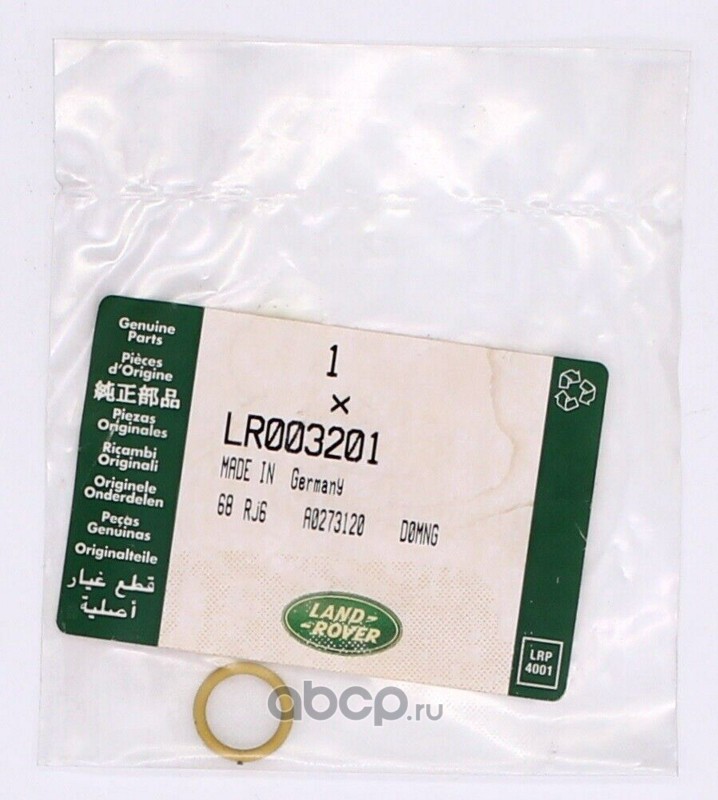 Genuine
Parts
Pièces
d'Origine
純正部品
Piezas
Originales
Ricambi
Originali
Originele
Onderdelen
Peças
Genuinas
Originalteile
قطع غيار
أصلية
1
×
LR003201
MADE IN Germany
68 RJ6 A0273120 D0MNG
LAND-
-ROVER
LRP
4001
abcp.ru